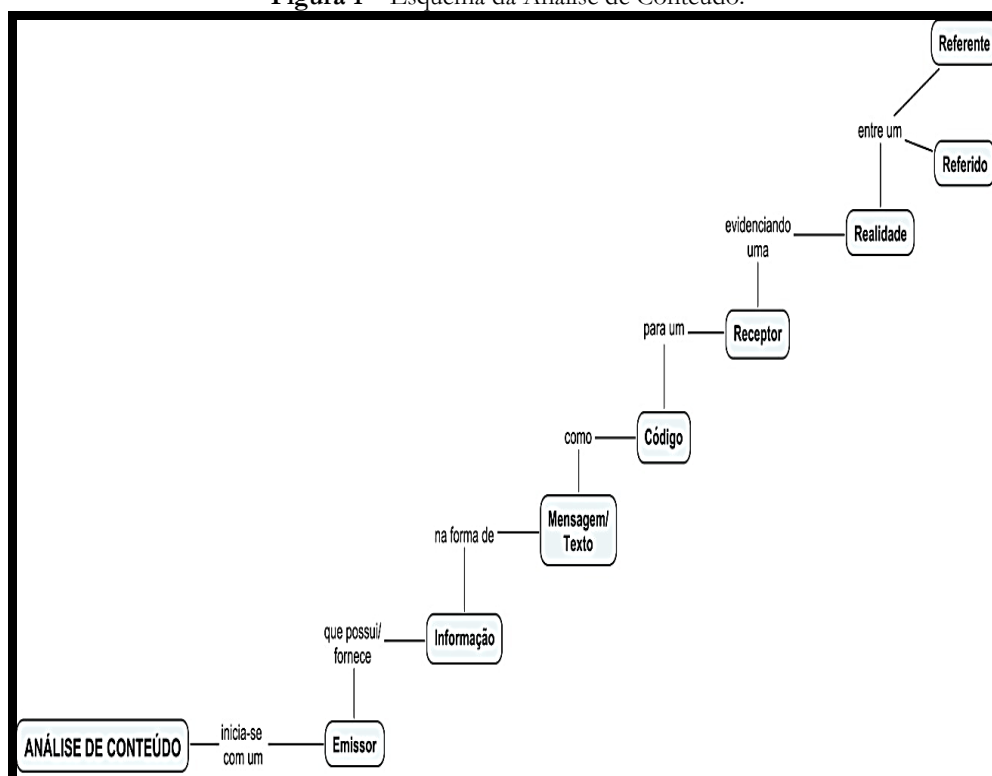 Figura 1 – Esquema da Análise de Conteúdo.
Referente
entre um
Referido
evidenciando
uma
Realidade
para um
Receptor
como
Código
na forma de
Mensagem/
Texto
que possui/
fornece
Informação
ANÁLISE DE CONTEÚDO
inicia-se
com um
Emissor